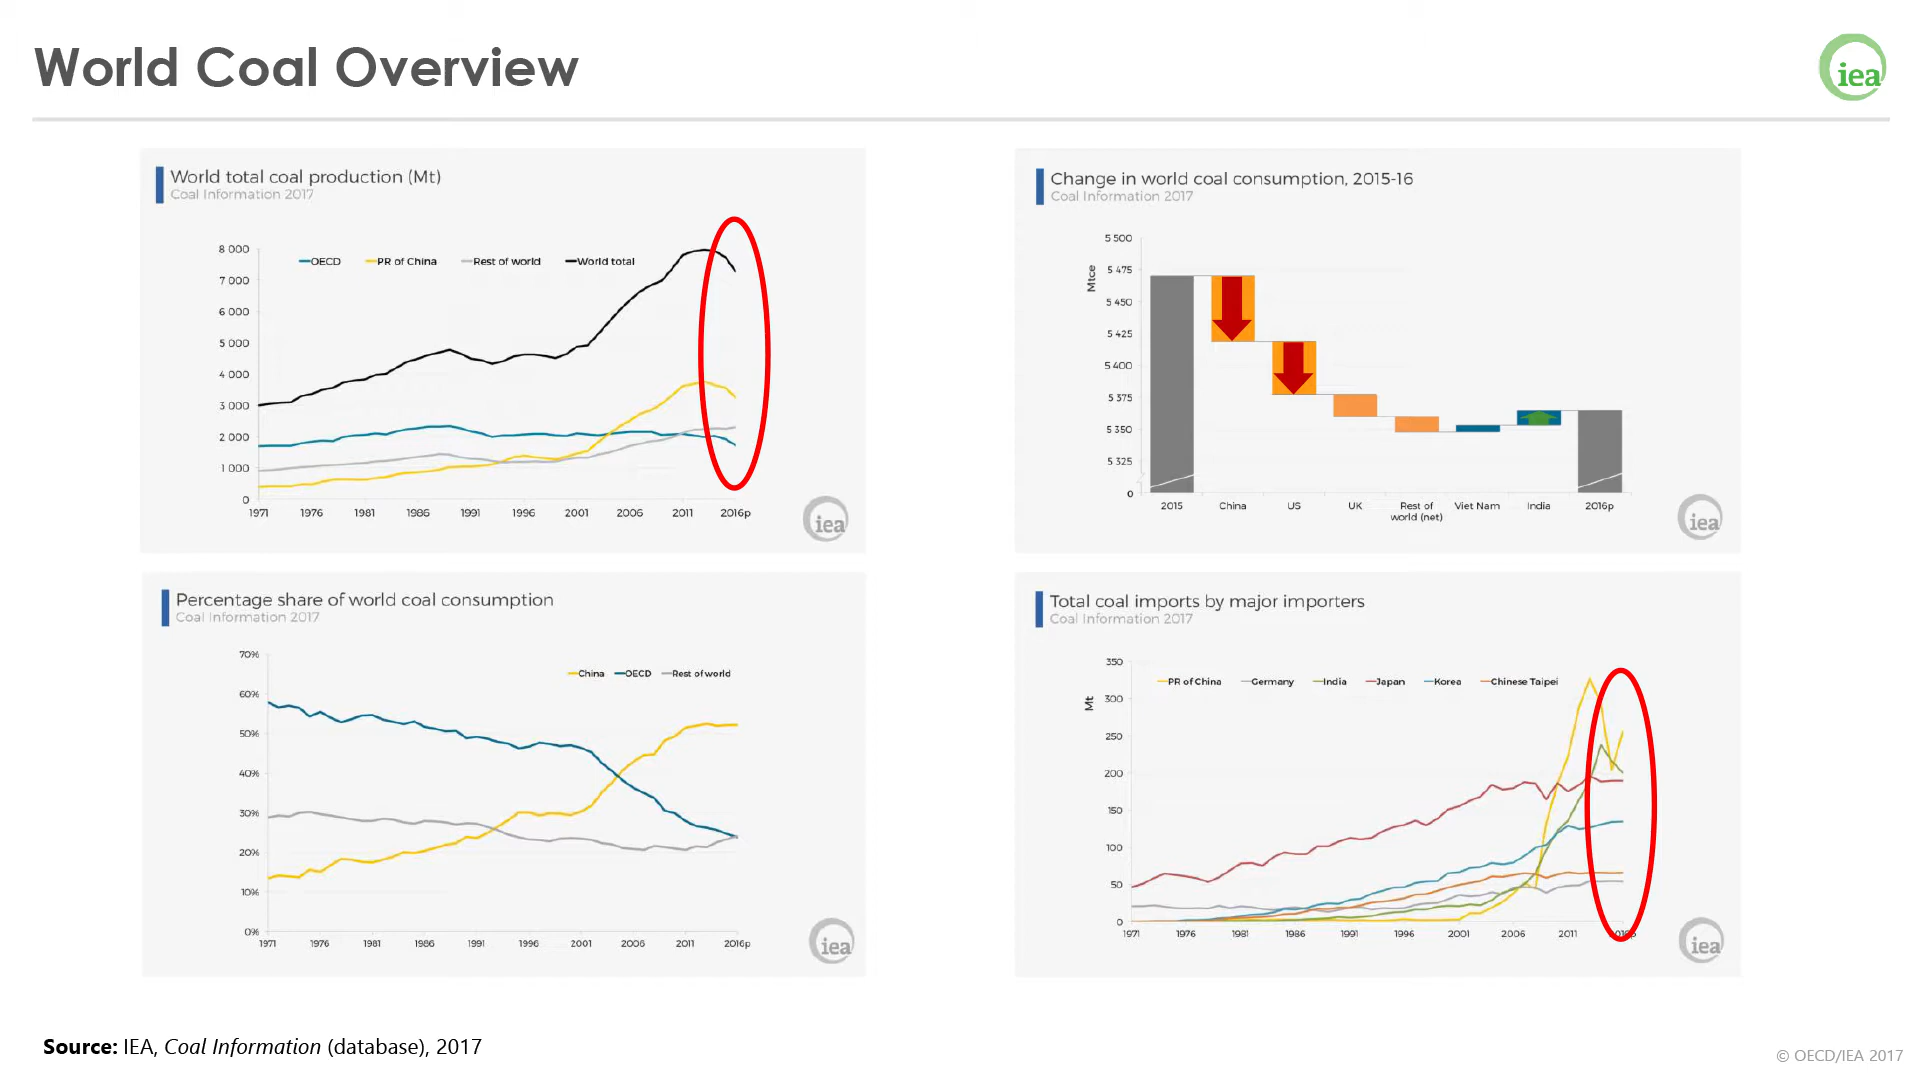 World Coal Overview
iea
World total coal production (Mt)
Coal Information 2017
8 000
7 000
6 000
5 000
4 000
3 000
2 000
1 000
0
OECD PR of China Rest of world World total
1971 1976 1981 1986 1991 1996 2001 2006 2011 2016p
iea
Change in world coal consumption, 2015-16
Coal Information 2017
Mtce
5 500
5 475
5 450
5 425
5 400
5 375
5 350
5 325
0
2015 China US UK Rest of world (net) Viet Nam India 2016p
iea
Percentage share of world coal consumption
Coal Information 2017
70%
60%
50%
40%
30%
20%
10%
0%
China OECD Rest of world
1971 1976 1981 1986 1991 1996 2001 2006 2011 2016p
iea
Total coal imports by major importers
Coal Information 2017
Mt
350
300
250
200
150
100
50
0
PR of China Germany India Japan Korea Chinese Taipei
1971 1976 1981 1986 1991 1996 2001 2006 2011 2016p
iea
Source: IEA, Coal Information (database), 2017
© OECD/IEA 2017